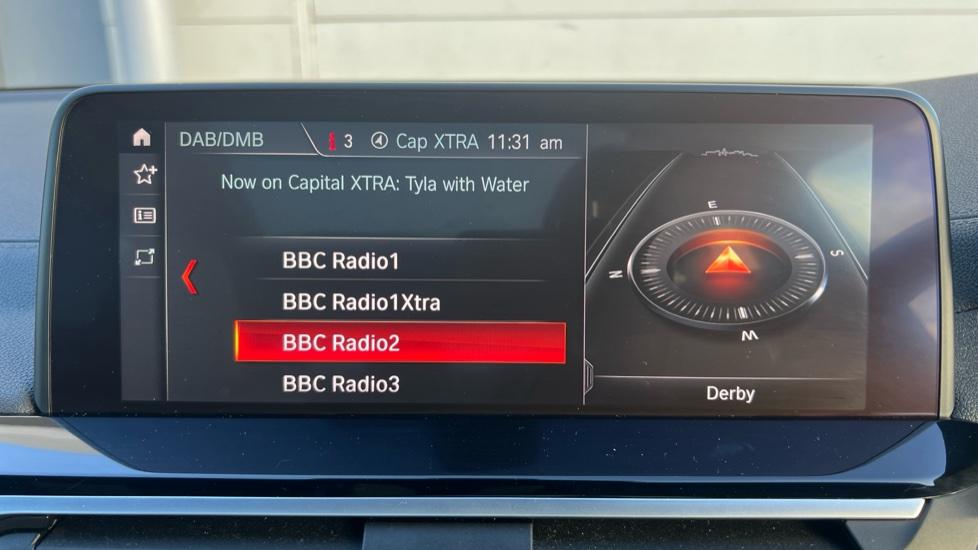 DAB/DMB 3 Cap XTRA 11:31 am
Now on Capital XTRA: Tyla with Water
BBC Radio1
BBC Radio1Xtra
BBC Radio2
BBC Radio3
E
N
S
W
Derby